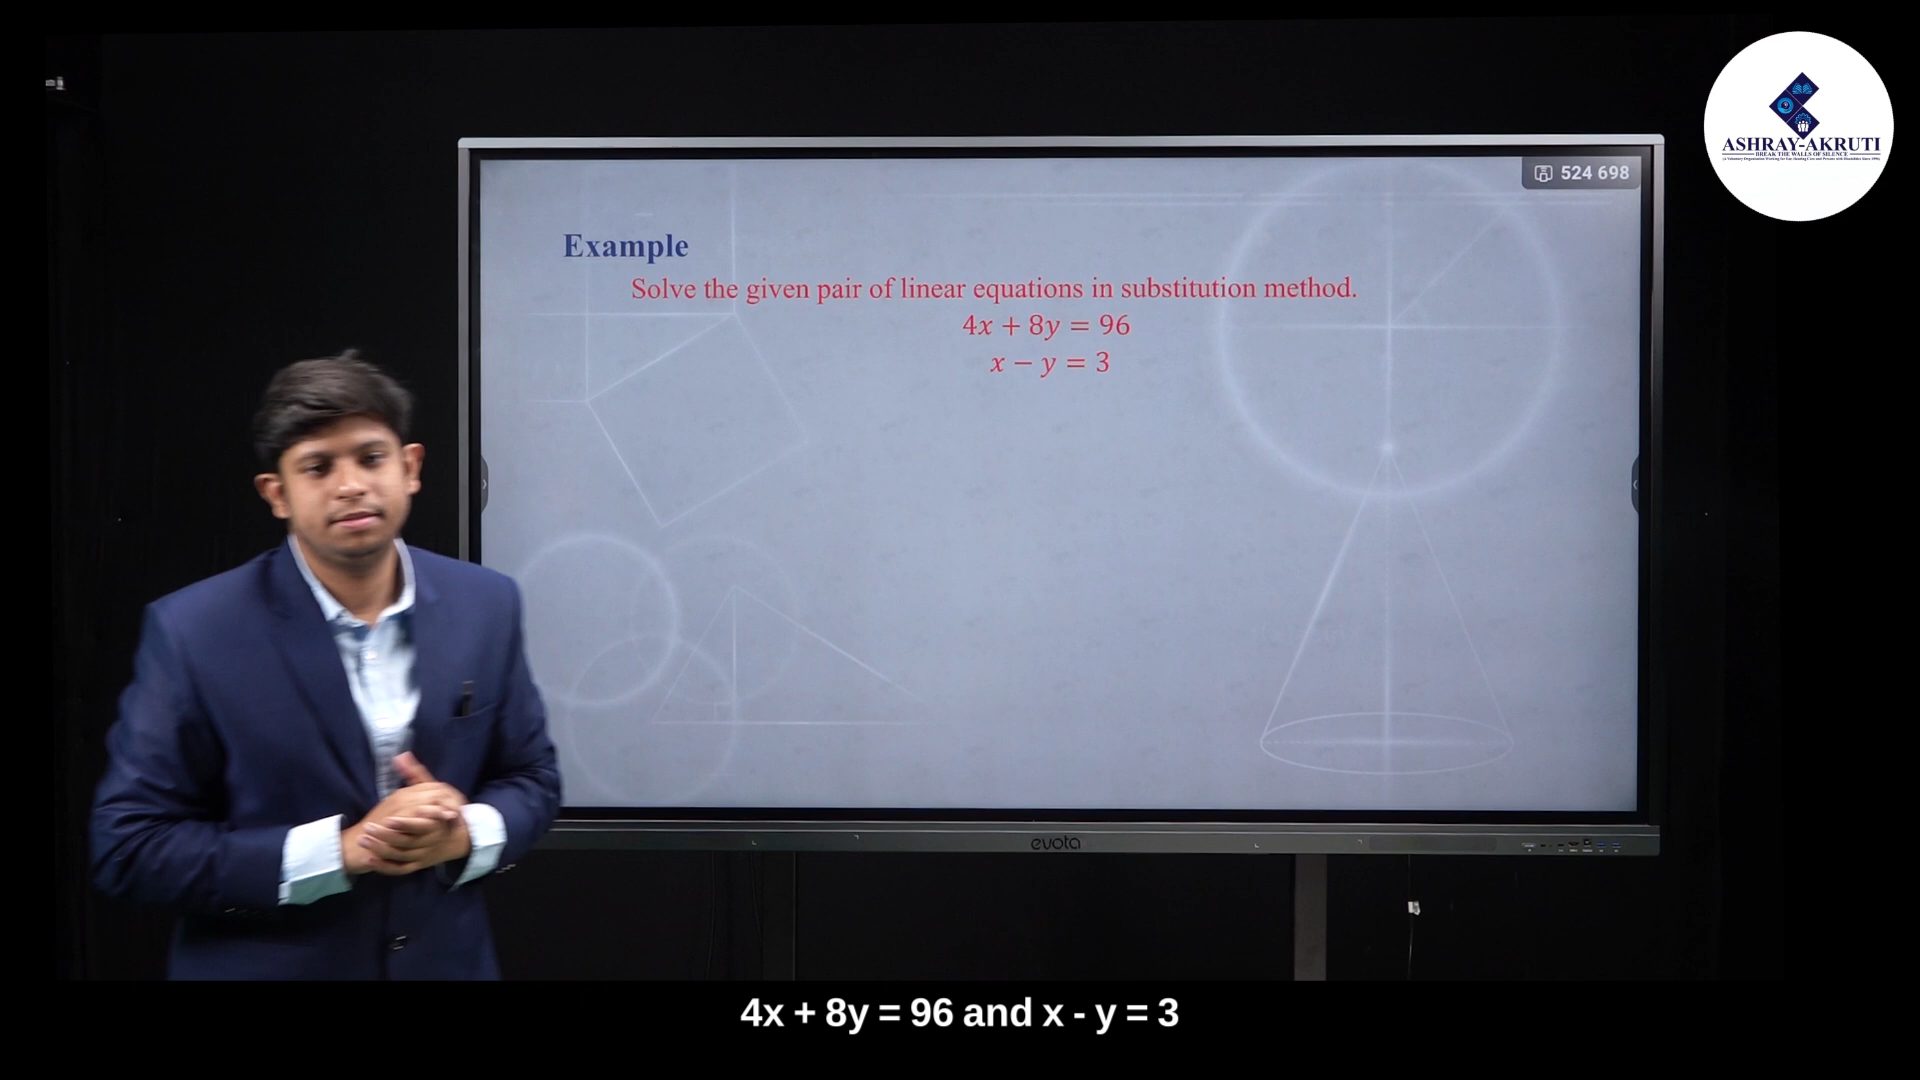 ASHRAY-AKRUTI
BREAK THE WALLS OF SILENCE
524 698
Example
Solve the given pair of linear equations in substitution method.
4x + 8y = 96
x − y = 3
evota
4x + 8y = 96 and x - y = 3